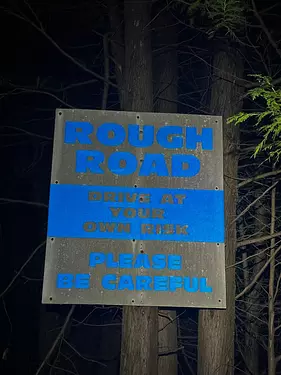 ROUGH
ROAD
DRIVE AT
YOUR
OWN RISK
PLEASE
BE CAREFUL